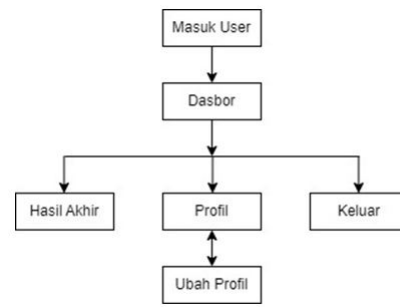 Masuk User
Dasbor
Hasil Akhir
Profil
Keluar
Ubah Profil